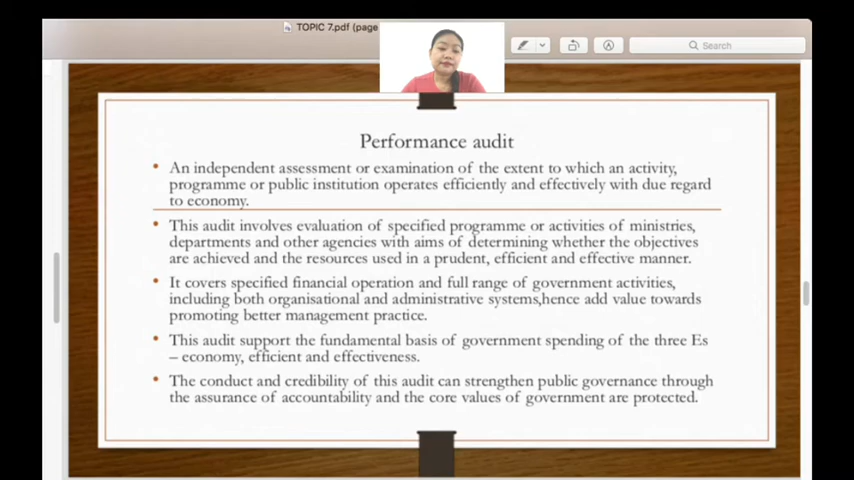 TOPIC 7.pdf (page
Search
Performance audit
• An independent assessment or examination of the extent to which an activity,
programme or public institution operates efficiently and effectively with due regard
to economy.
• This audit involves evaluation of specified programme or activities of ministries,
departments and other agencies with aims of determining whether the objectives
are achieved and the resources used in a prudent, efficient and effective manner.
• It covers specified financial operation and full range of government activities,
including both organisational and administrative systems,hence add value towards
promoting better management practice.
• This audit support the fundamental basis of government spending of the three Es
– economy, efficient and effectiveness.
• The conduct and credibility of this audit can strengthen public governance through
the assurance of accountability and the core values of government are protected.